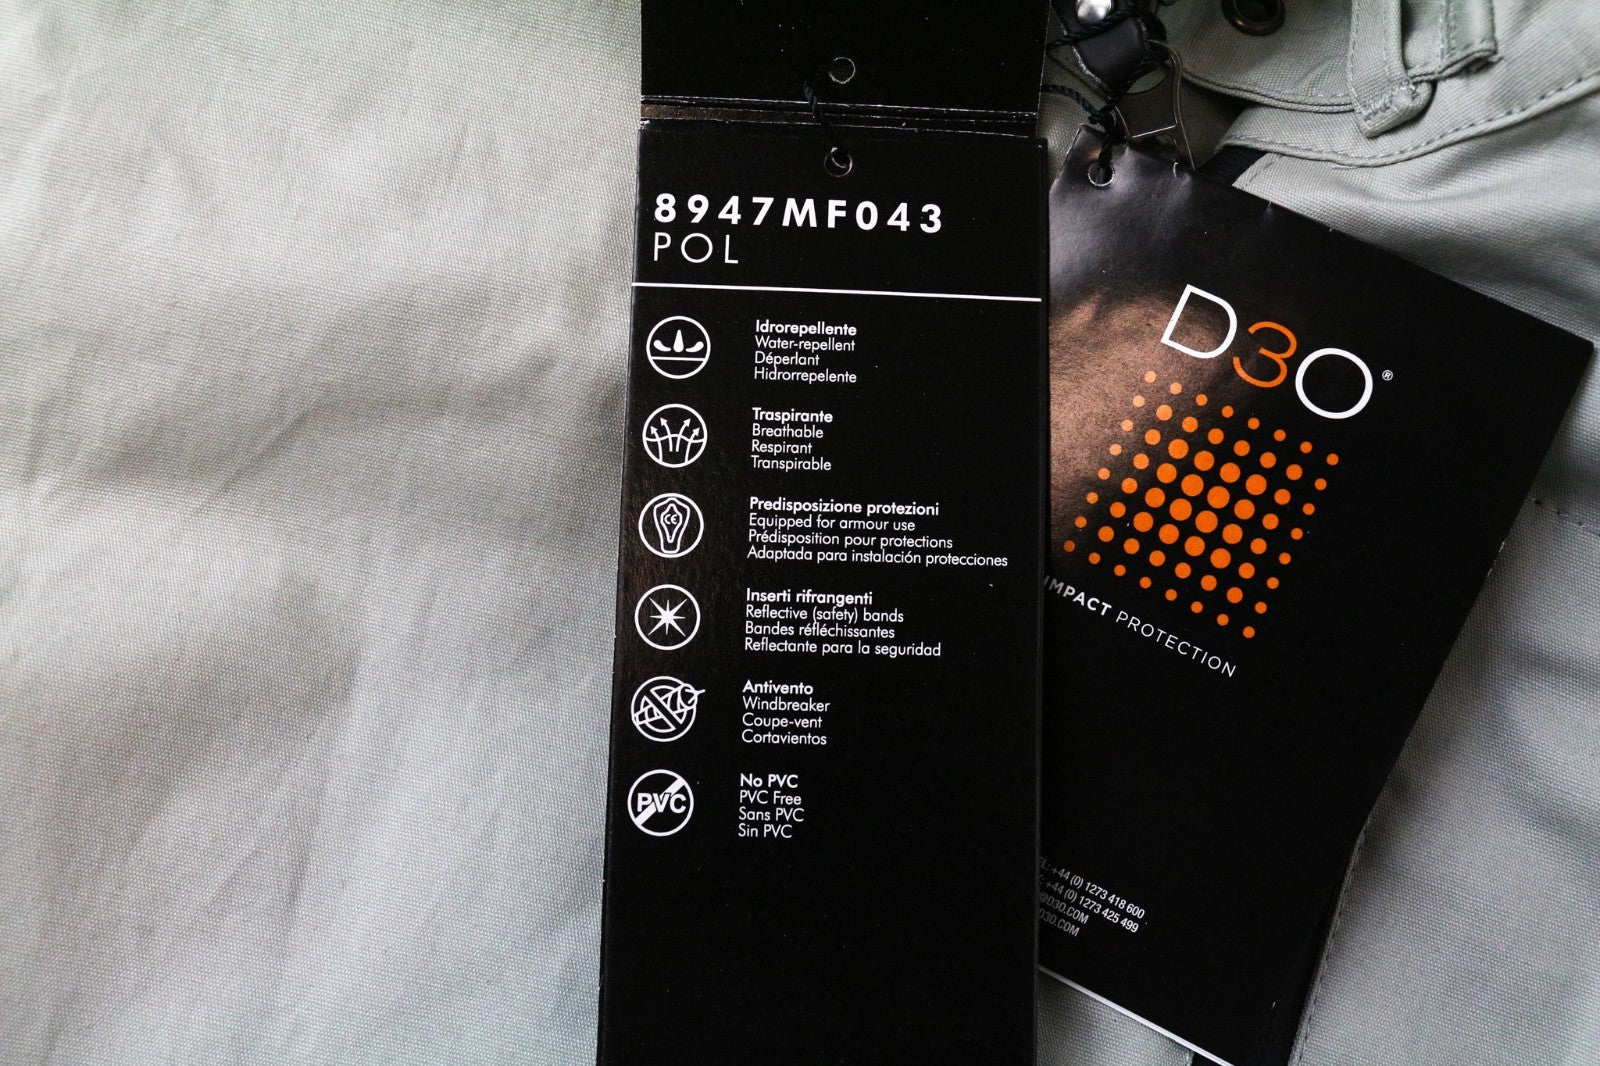 8947MF043
POL
Idrorepellente
Water-repellent
Déperlant
Hidrorrepelente
Traspirante
Breathable
Respirant
Transpirable
CE
Predisposizione protezioni
Equipped for armour use
Prédisposition pour protections
Adaptada para instalación protecciones
Inserti rifrangenti
Reflective (safety) bands
Bandes réfléchissantes
Reflectante para la seguridad
Antivento
Windbreaker
Coupe-vent
Cortavientos
PVC
No PVC
PVC Free
Sans PVC
Sin PVC
D3O®
IMPACT PROTECTION
+44 (0) 1273 418 600
+44 (0) 1273 425 499
@D3O.COM
D3O.COM